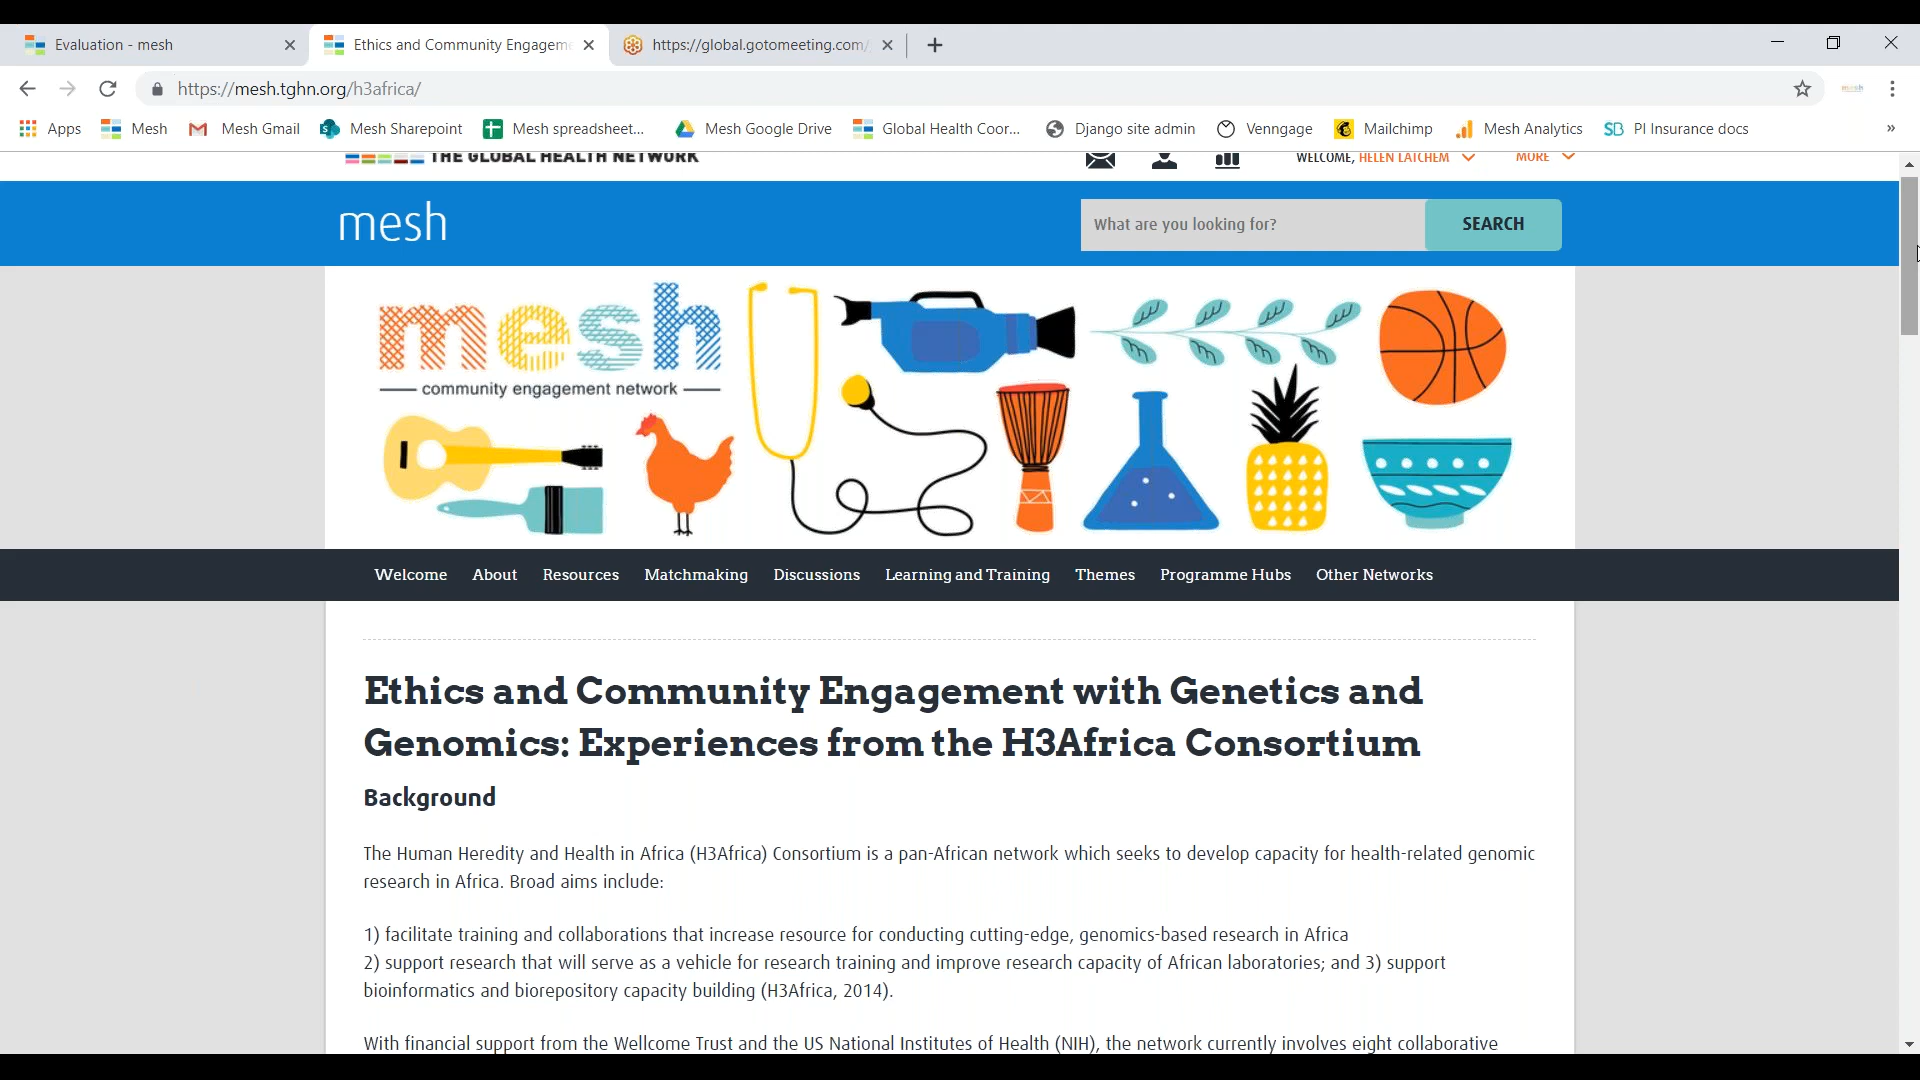 Evaluation - mesh
Ethics and Community Engagem
https://global.gotomeeting.com/
https://mesh.tghn.org/h3africa/
Apps Mesh Mesh Gmail Mesh Sharepoint Mesh spreadsheet... Mesh Google Drive Global Health Coor... Django site admin Venngage Mailchimp Mesh Analytics PI Insurance docs »
THE GLOBAL HEALTH NETWORK
WELCOME, HELEN LATCHEM
MORE
mesh
What are you looking for?
SEARCH
mesh
community engagement network
Welcome About Resources Matchmaking Discussions Learning and Training Themes Programme Hubs Other Networks
Ethics and Community Engagement with Genetics and
Genomics: Experiences from the H3Africa Consortium
Background
The Human Heredity and Health in Africa (H3Africa) Consortium is a pan-African network which seeks to develop capacity for health-related genomic
research in Africa. Broad aims include:
1) facilitate training and collaborations that increase resource for conducting cutting-edge, genomics-based research in Africa
2) support research that will serve as a vehicle for research training and improve research capacity of African laboratories; and 3) support
bioinformatics and biorepository capacity building (H3Africa, 2014).
With financial support from the Wellcome Trust and the US National Institutes of Health (NIH), the network currently involves eight collaborative